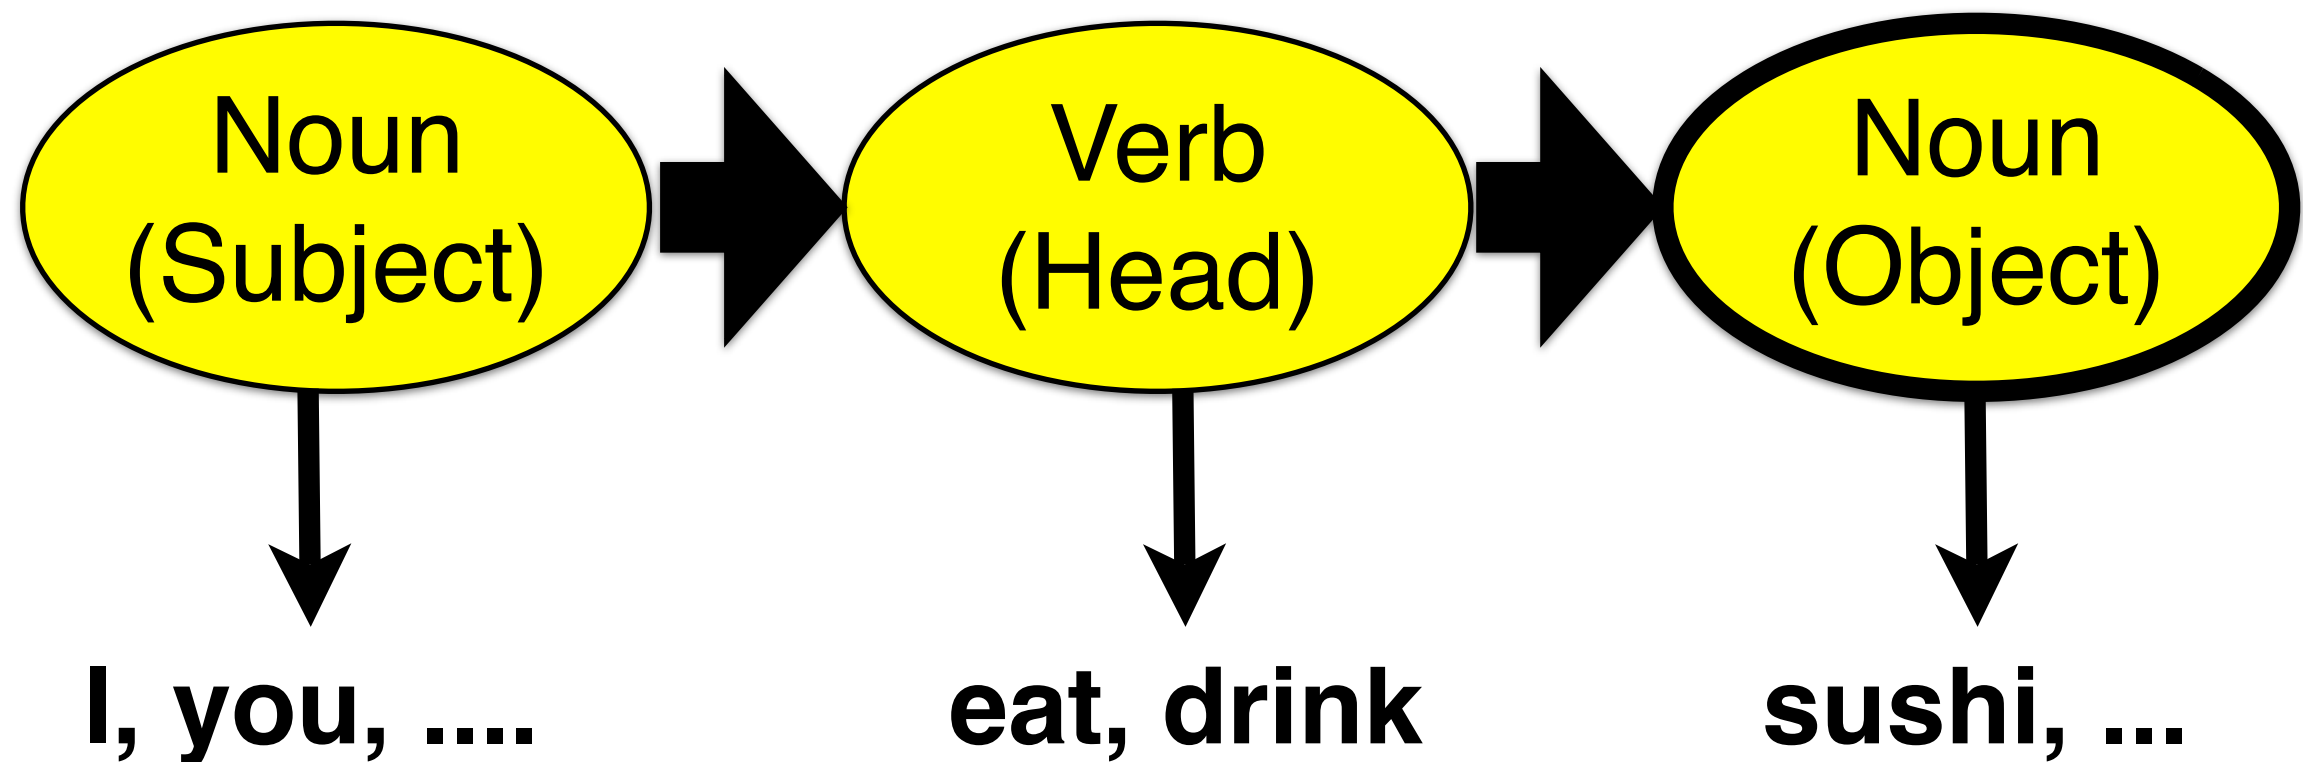 Noun
(Subject)
Verb
(Head)
Noun
(Object)
I, you, ....
eat, drink
sushi, ...